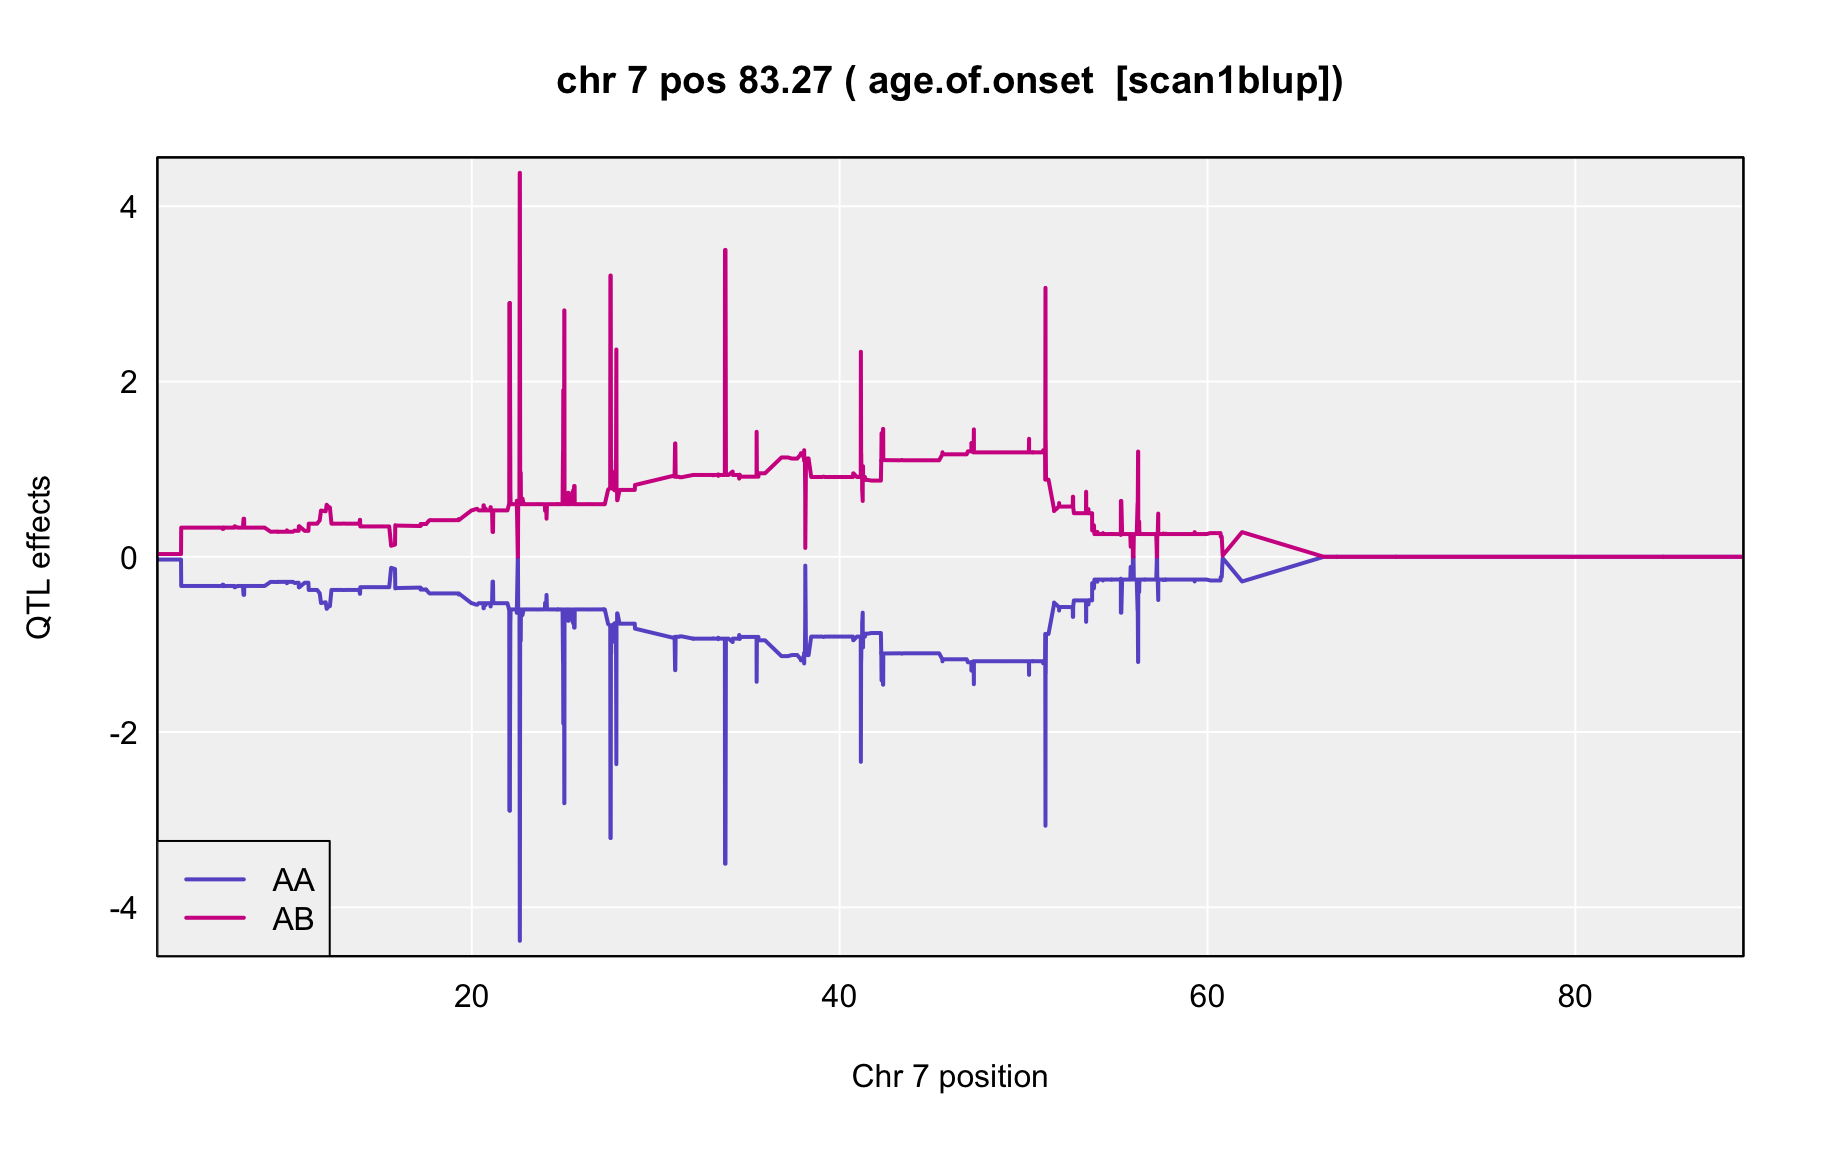 chr 7 pos 83.27 ( age.of.onset  [scan1blup])
QTL effects
4
2
0
-2
-4
AA
AB
20 40 60 80
Chr 7 position